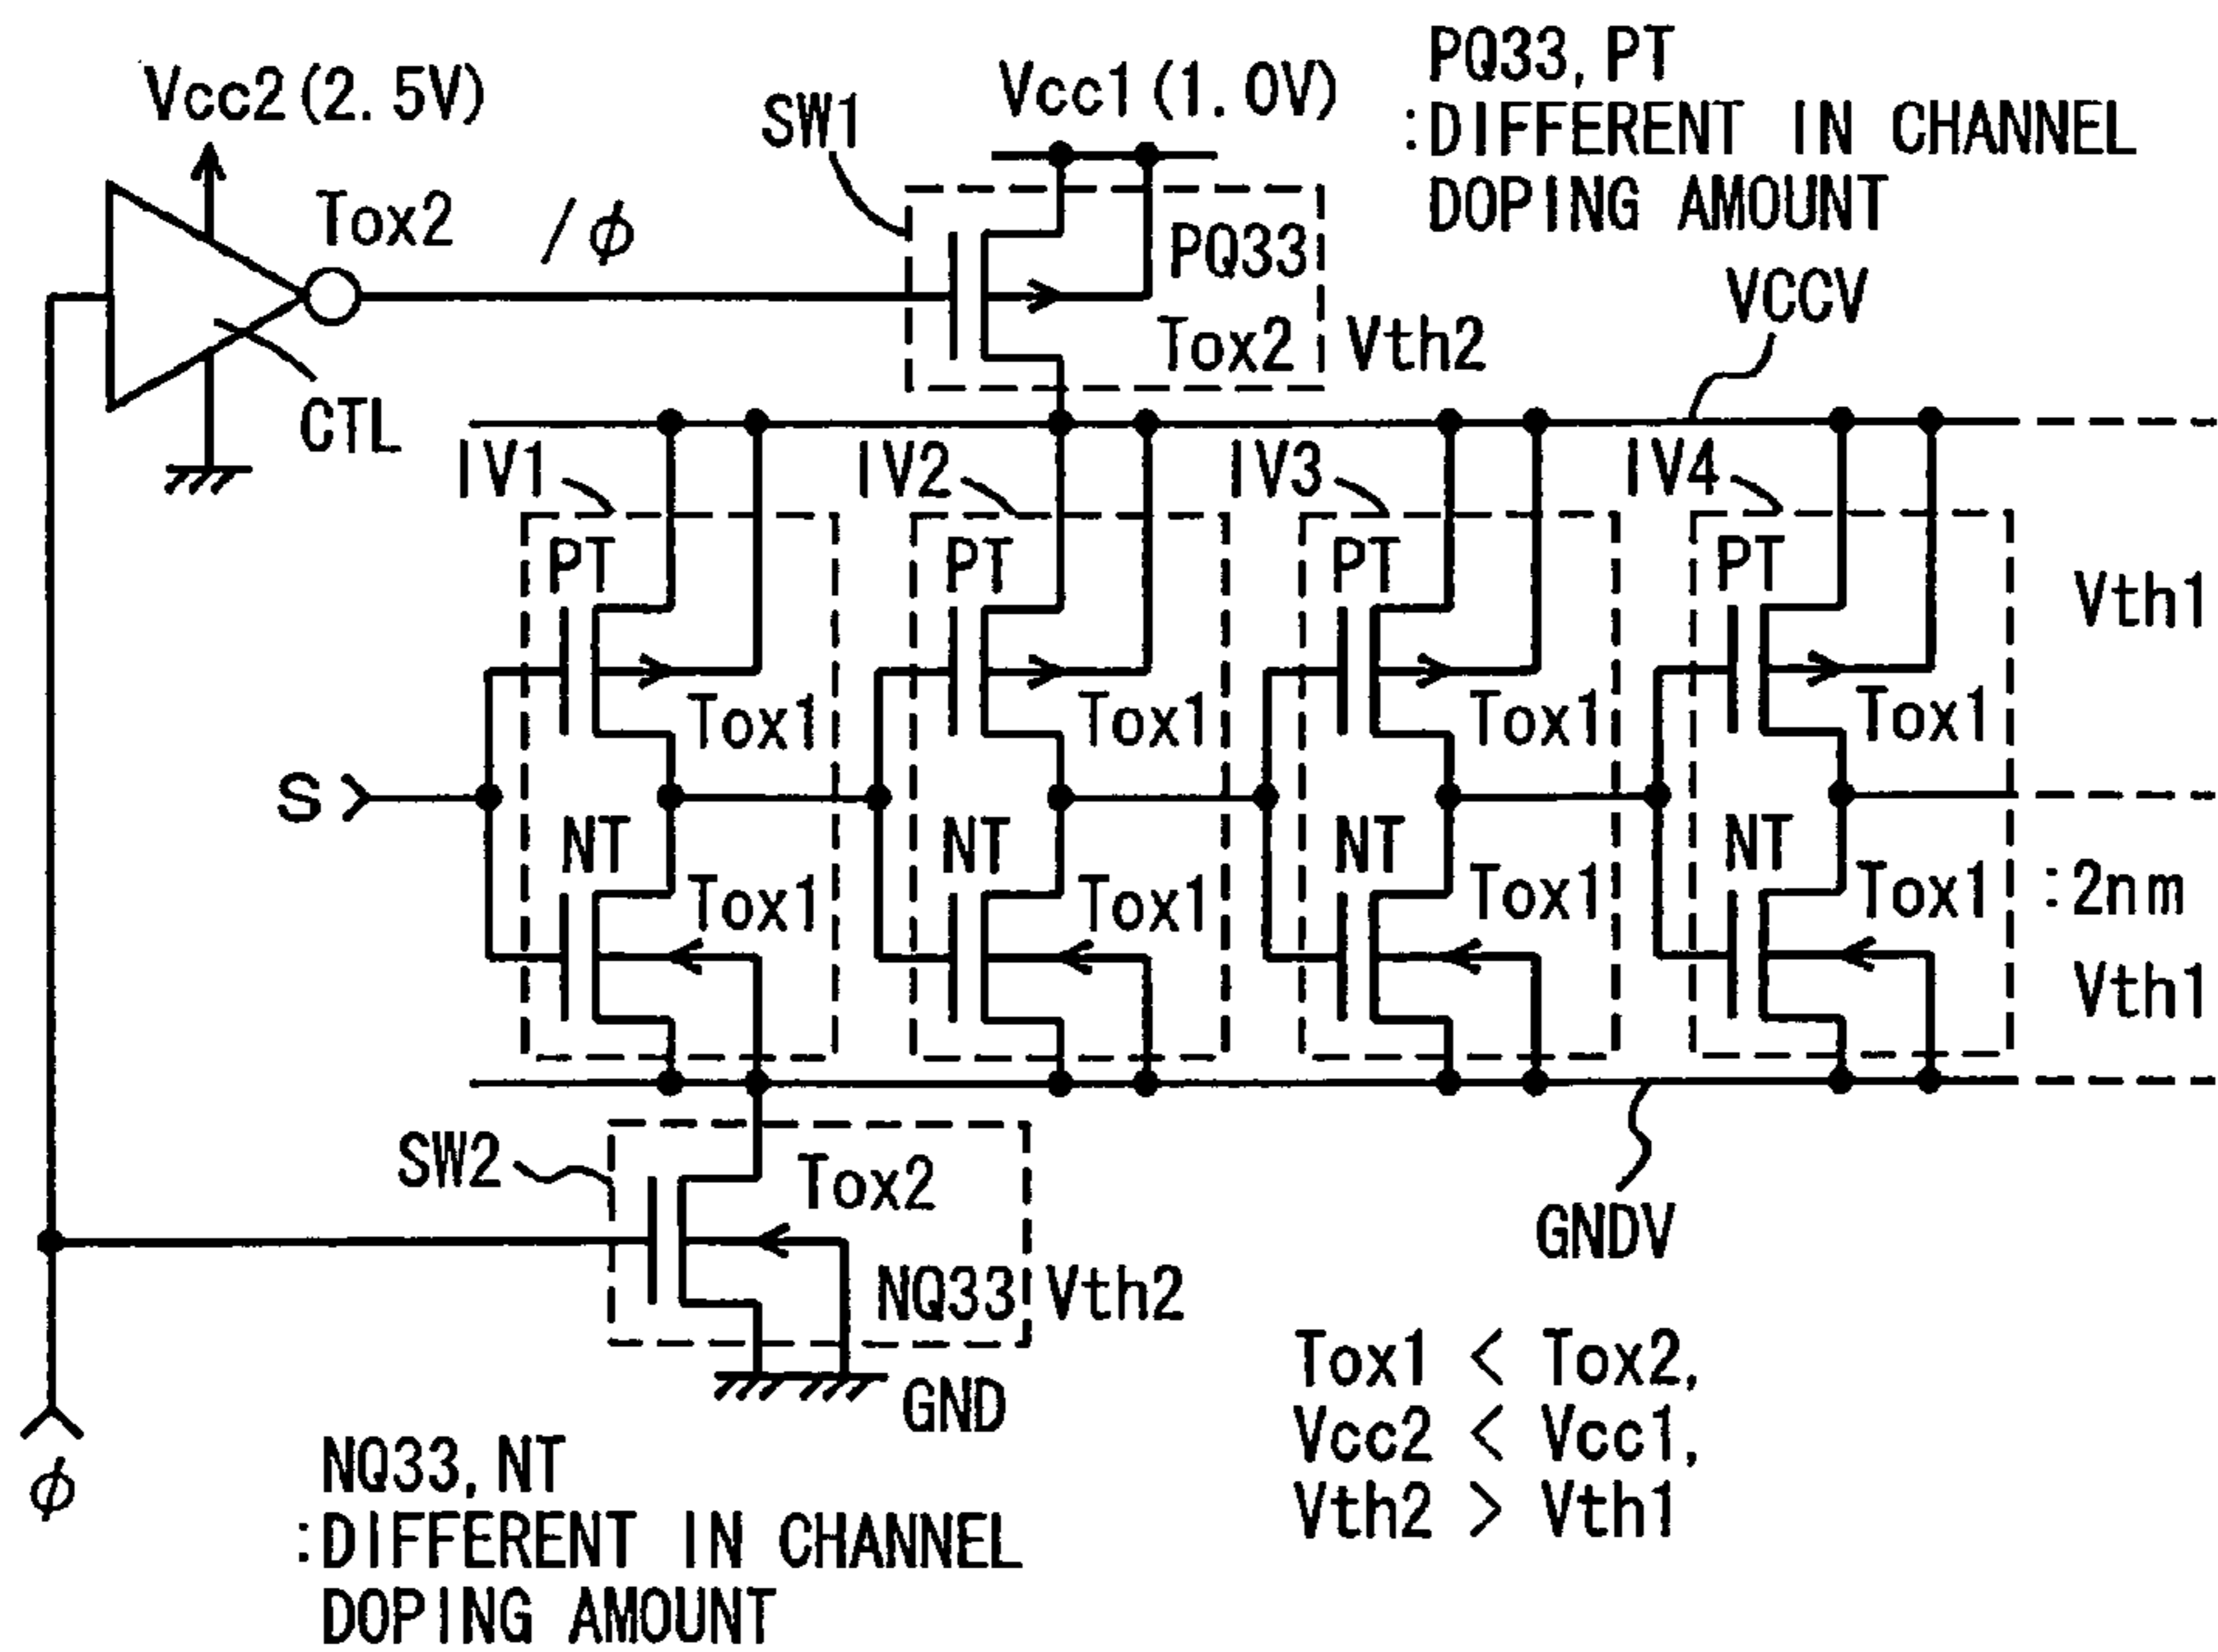 Vcc2(2.5V)
Tox2
/φ
CTL
SW1
Vcc1(1.0V)
PQ33
Tox2
Vth2
PQ33,PT
:DIFFERENT IN CHANNEL
DOPING AMOUNT
VCCV
IV1
IV2
IV3
IV4
PT
PT
PT
PT
Vth1
Tox1
Tox1
Tox1
Tox1
S
NT
NT
NT
NT
Tox1
Tox1
Tox1
Tox1
:2nm
Vth1
SW2
Tox2
NQ33
Vth2
GND
GNDV
φ
NQ33,NT
:DIFFERENT IN CHANNEL
DOPING AMOUNT
Tox1 < Tox2,
Vcc2 < Vcc1,
Vth2 > Vth1